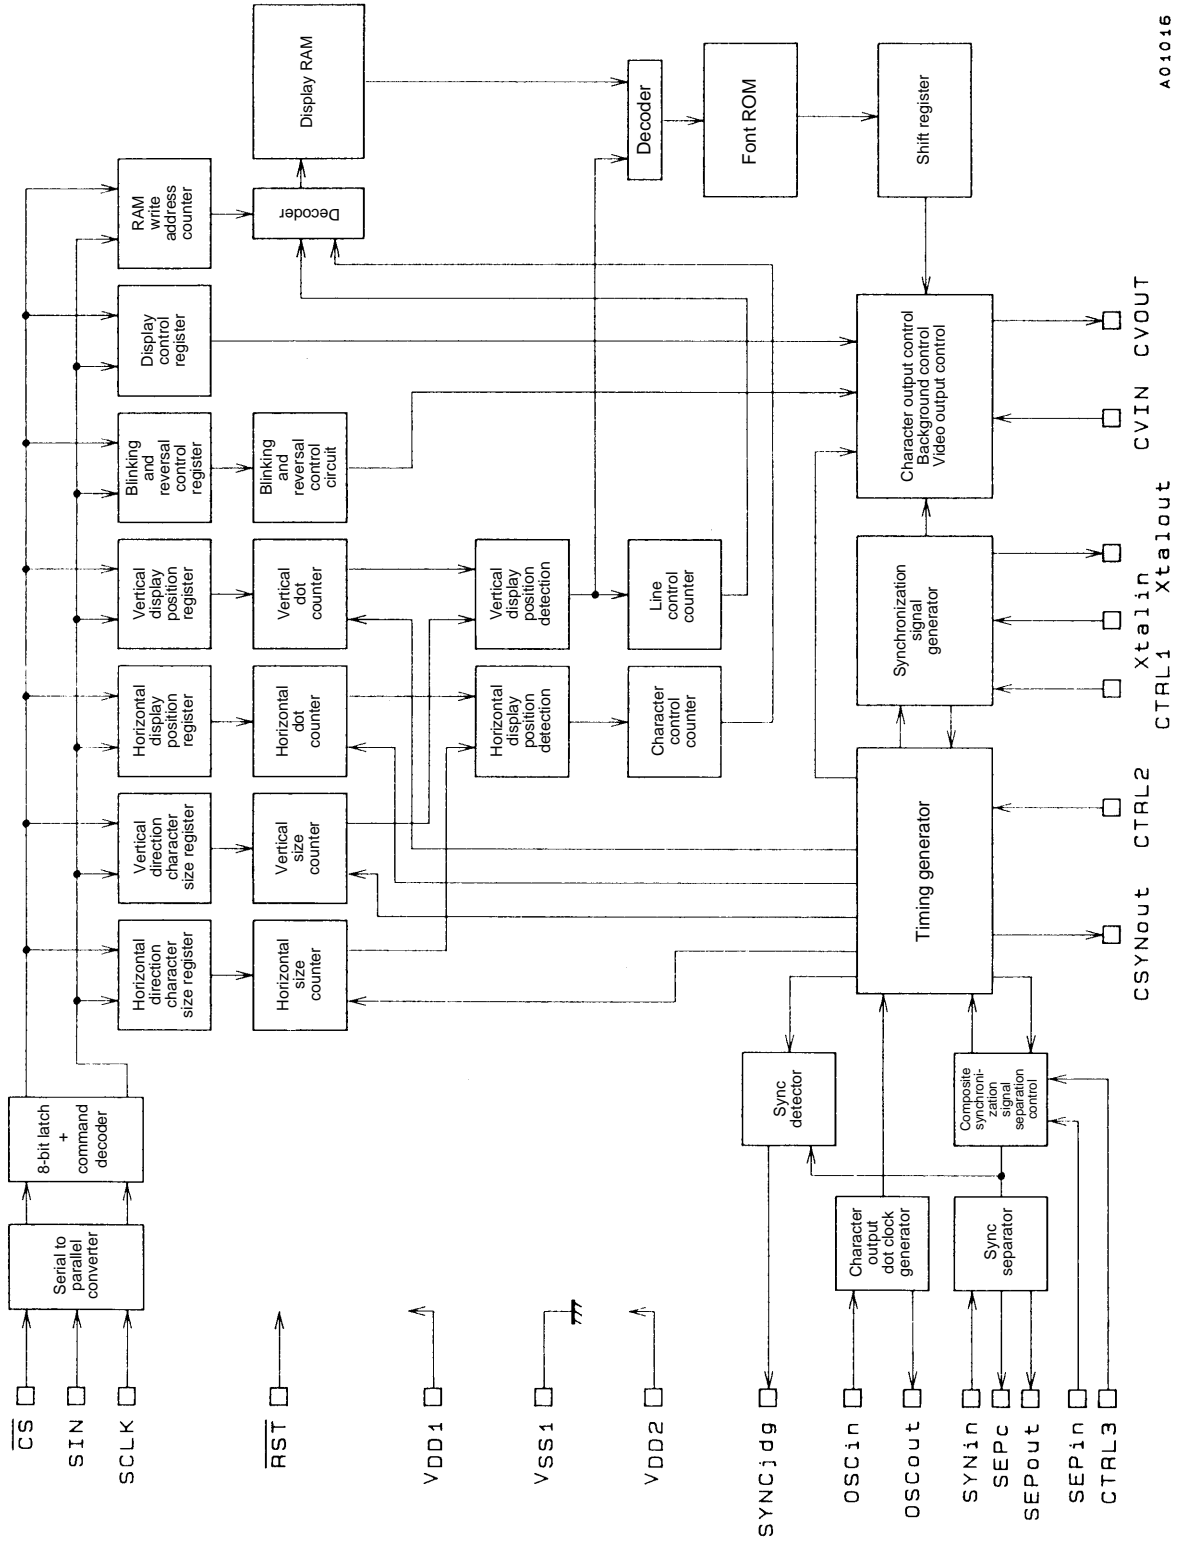 8-bit latch
+
command
decoder
Serial to
parallel
converter
Horizontal
direction
character
size register
Vertical
direction
character
size register
Horizontal
display
position
register
Vertical
display
position
register
Blinking
and
reversal
control
register
Display
control
register
RAM
write
address
counter
Horizontal
size
counter
Vertical
size
counter
Horizontal
dot
counter
Vertical
dot
counter
Blinking
and
reversal
control
circuit
Decoder
Display RAM
Horizontal
display
position
detection
Vertical
display
position
detection
Character
control
counter
Line
control
counter
Decoder
Font ROM
Shift register
Sync
detector
Character
output
dot clock
generator
Sync
separator
Composite
synchroni-
zation
signal
separation
control
Timing generator
Synchronization
signal
generator
Character output control
Background control
Video output control
CS
SIN
SCLK
RST
VDD1
VSS1
VDD2
SYNCjdg
OSCin
OSCout
SYNin
SEPc
SEPout
SEPin
CTRL3
CSYNout
CTRL2
CTRL1
Xtalin
Xtalout
CVIN
CVOUT
A01016